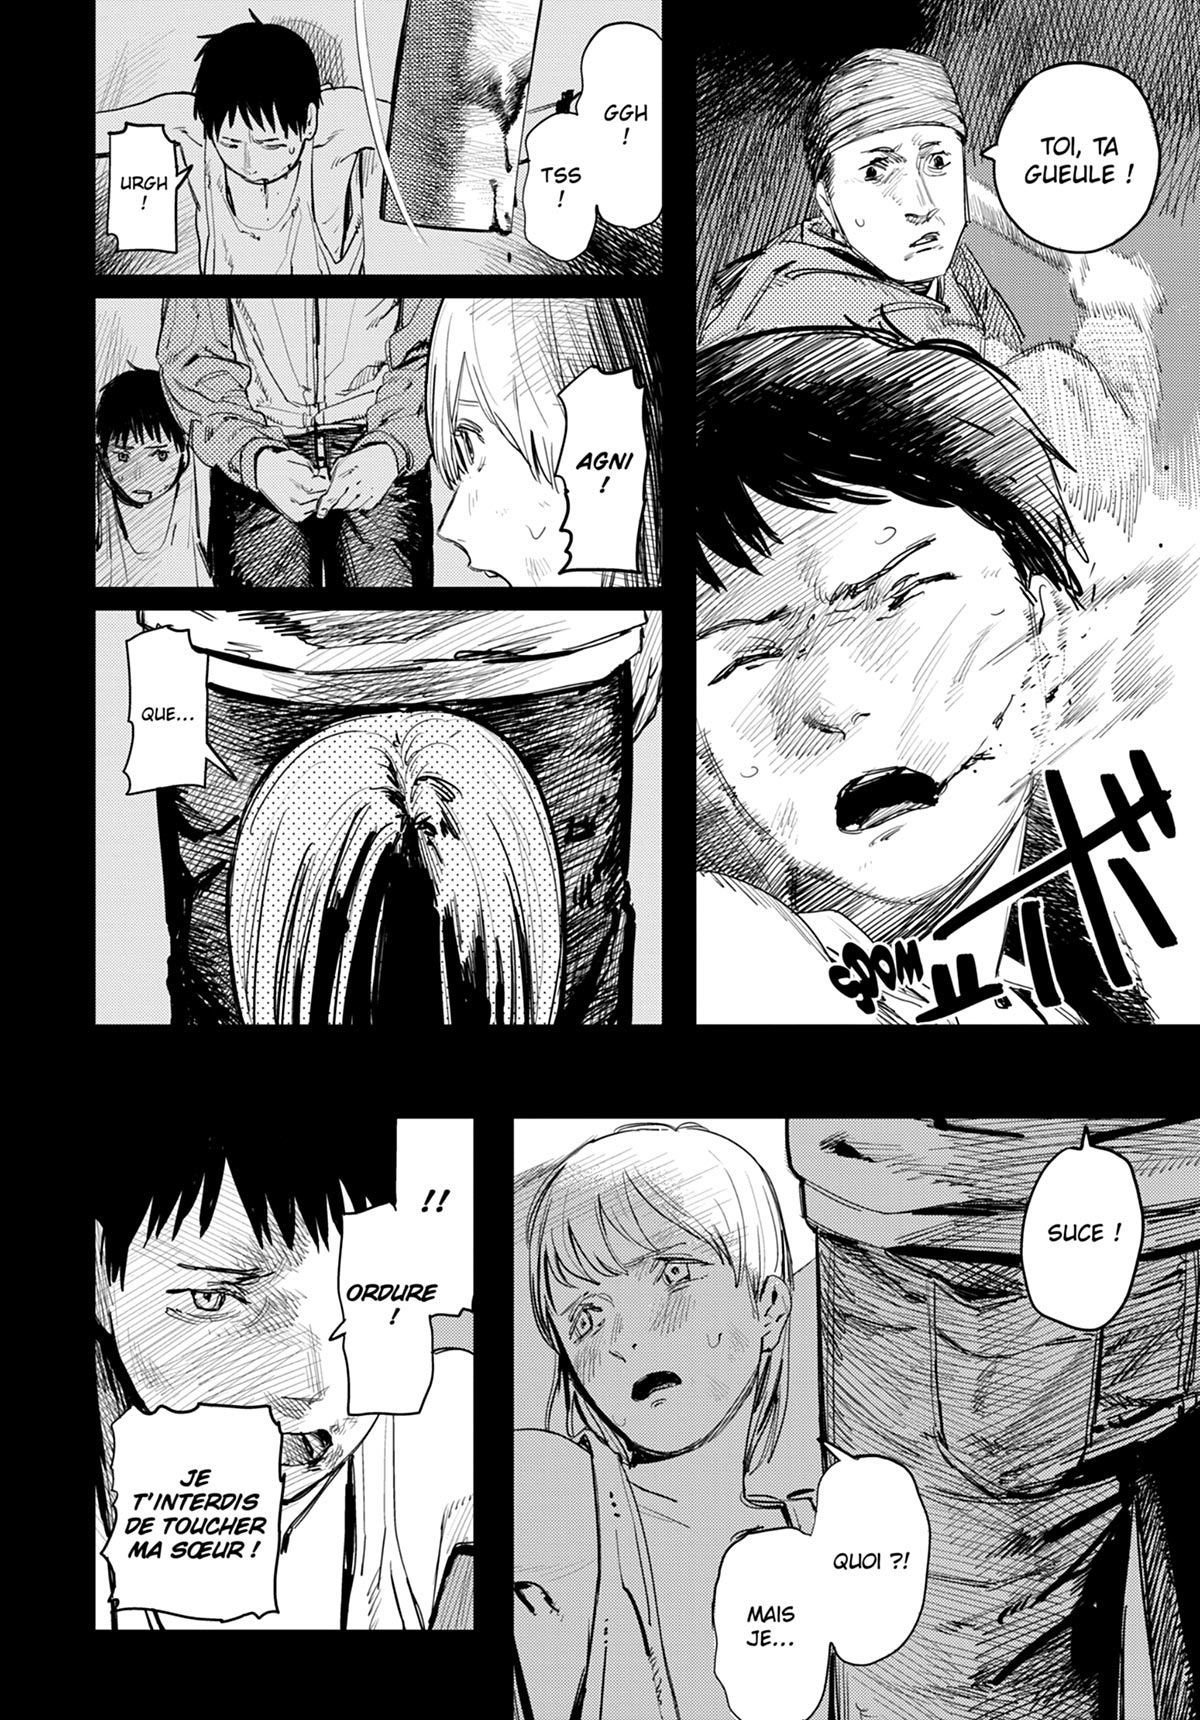 TOI, TA
GUEULE !
GGH
!
TSS
!
URGH
!
AGNI
!
QUE...
SUCE !
QUOI ?!
MAIS
JE...
!!
ORDURE
!
JE
T'INTERDIS
DE TOUCHER
MA SŒUR !